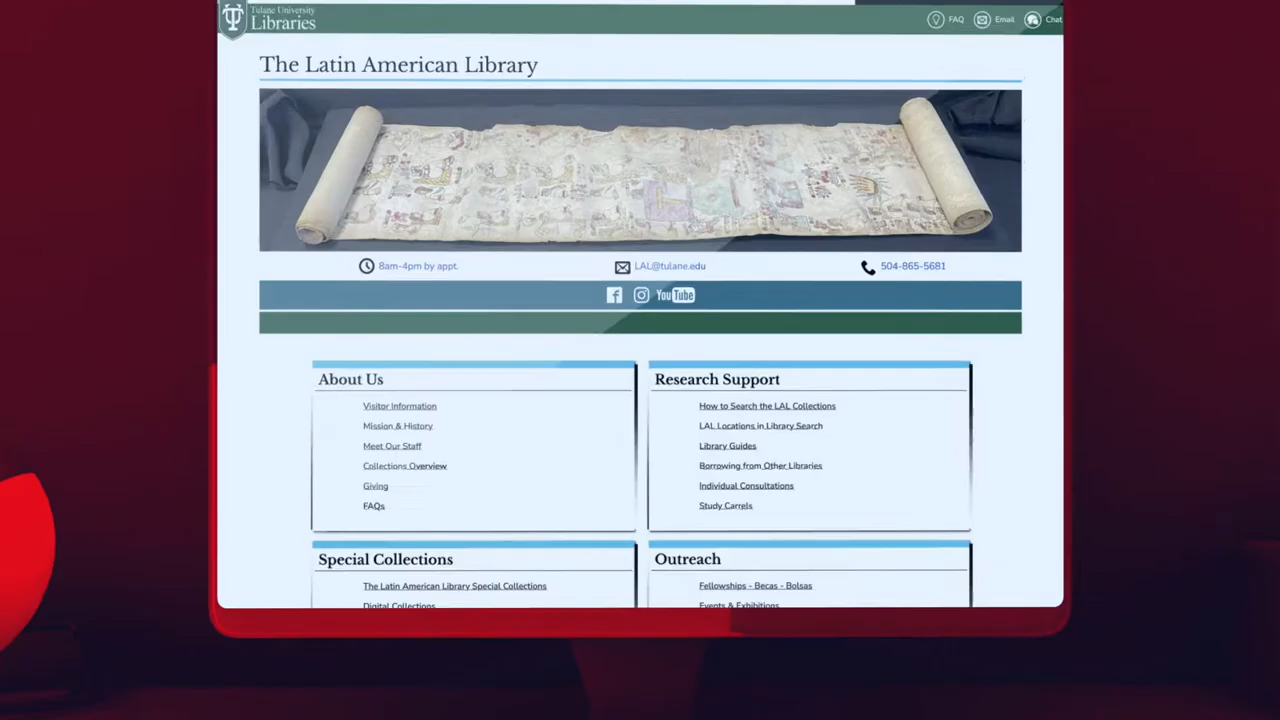 Tulane University
Libraries
FAQ
Email
Chat
The Latin American Library
8am-4pm by appt.
LAL@tulane.edu
504-865-5681
You Tube
About Us
Visitor Information
Mission & History
Meet Our Staff
Collections Overview
Giving
FAQs
Research Support
How to Search the LAL Collections
LAL Locations in Library Search
Library Guides
Borrowing from Other Libraries
Individual Consultations
Study Carrels
Special Collections
The Latin American Library Special Collections
Digital Collections
Outreach
Fellowships - Becas - Bolsas
Events & Exhibitions